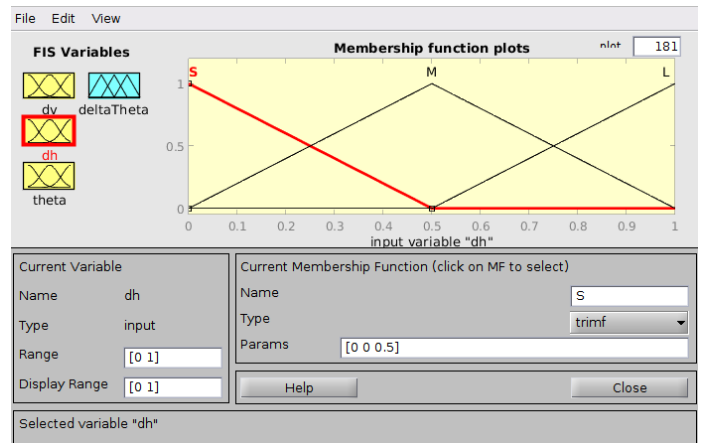 File Edit View
FIS Variables
Membership function plots
plot 181
dv deltaTheta
dh
theta
S
M
L
1
0.5
0
0 0.1 0.2 0.3 0.4 0.5 0.6 0.7 0.8 0.9 1
input variable "dh"
Current Variable
Name dh
Type input
Range [0 1]
Display Range [0 1]
Current Membership Function (click on MF to select)
Name S
Type trimf
Params [0 0 0.5]
Help Close
Selected variable "dh"